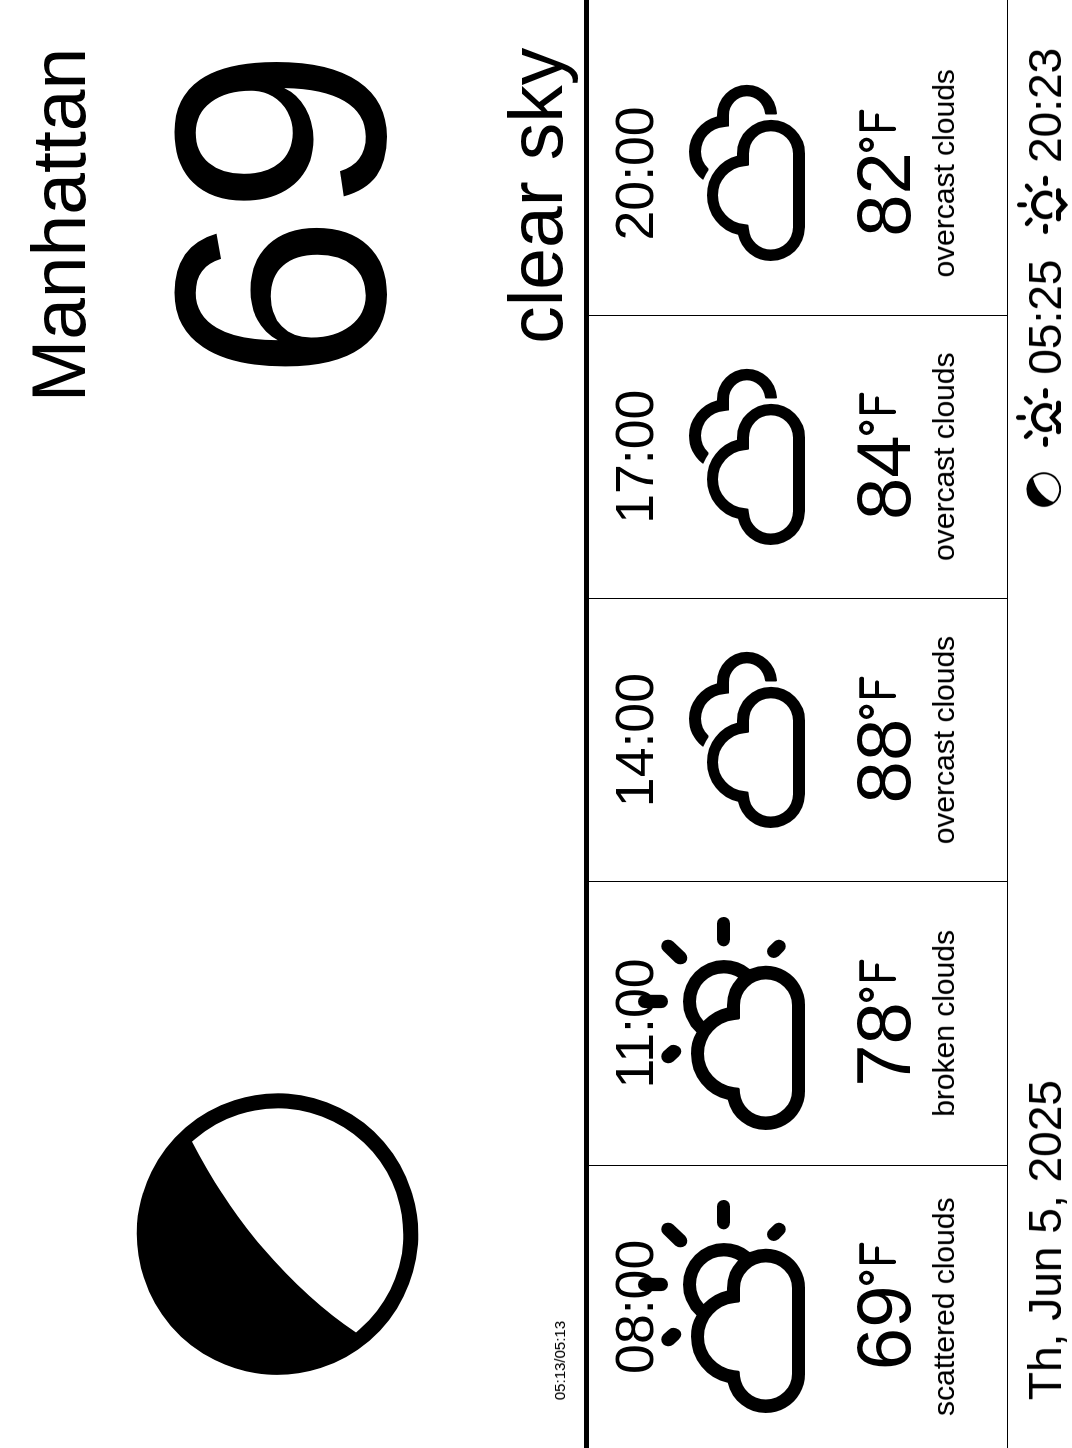 Manhattan
69
clear sky
05:13/05:13
08:00 11:00 14:00 17:00 20:00
69°F 78°F 88°F 84°F 82°F
scattered clouds broken clouds overcast clouds overcast clouds overcast clouds
Th, Jun 5, 2025 05:25 20:23